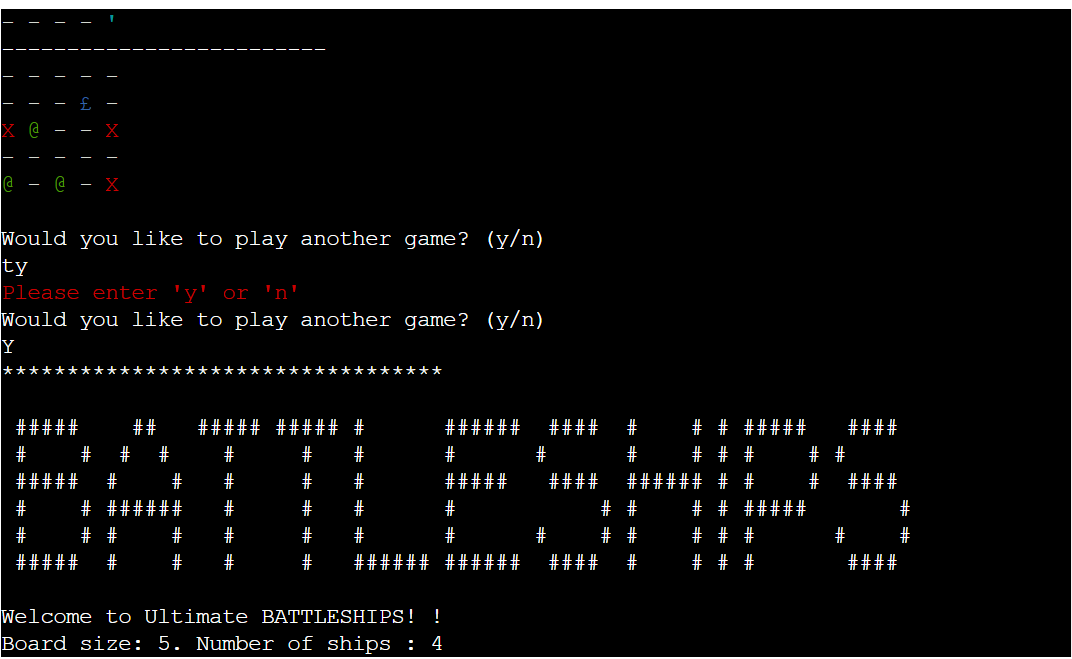 - - - - '
-------------------------
- - - - -
- - - £ -
X @ - - X
- - - - -
@ - @ - X
Would you like to play another game? (y/n)
ty
Please enter 'y' or 'n'
Would you like to play another game? (y/n)
Y
**********************************
BATTLESHIPS
Welcome to Ultimate BATTLESHIPS! !
Board size: 5. Number of ships : 4